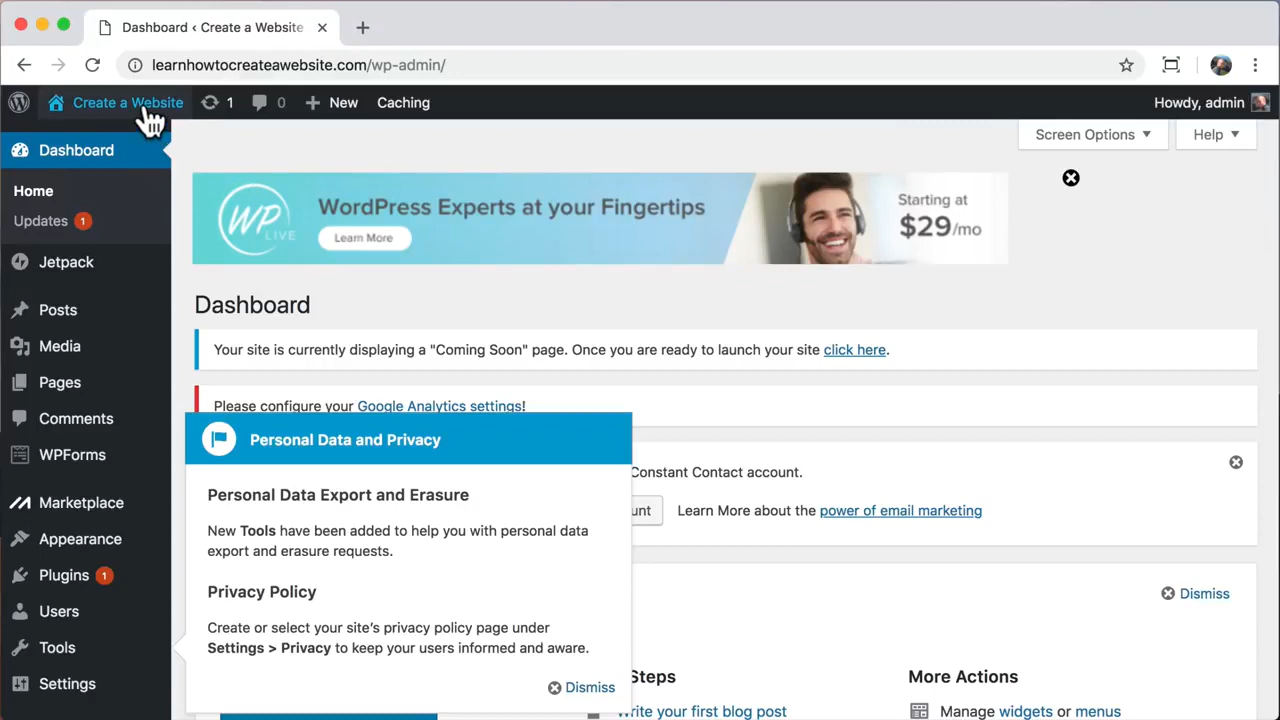 Dashboard ‹ Create a Website
learnhowtocreateawebsite.com/wp-admin/
Create a Website 1 0 New Caching Howdy, admin
Dashboard
Home
Updates 1
Jetpack
Posts
Media
Pages
Comments
WPForms
Marketplace
Appearance
Plugins 1
Users
Tools
Settings
Screen Options Help
WP LIVE
WordPress Experts at your Fingertips
Learn More
Starting at
$29/mo
Dashboard
Your site is currently displaying a "Coming Soon" page. Once you are ready to launch your site click here.
Please configure your Google Analytics settings!
Personal Data and Privacy
Personal Data Export and Erasure
New Tools have been added to help you with personal data
export and erasure requests.
Privacy Policy
Create or select your site's privacy policy page under
Settings > Privacy to keep your users informed and aware.
Dismiss
Constant Contact account.
unt Learn More about the power of email marketing
Dismiss
Steps
Write your first blog post
More Actions
Manage widgets or menus